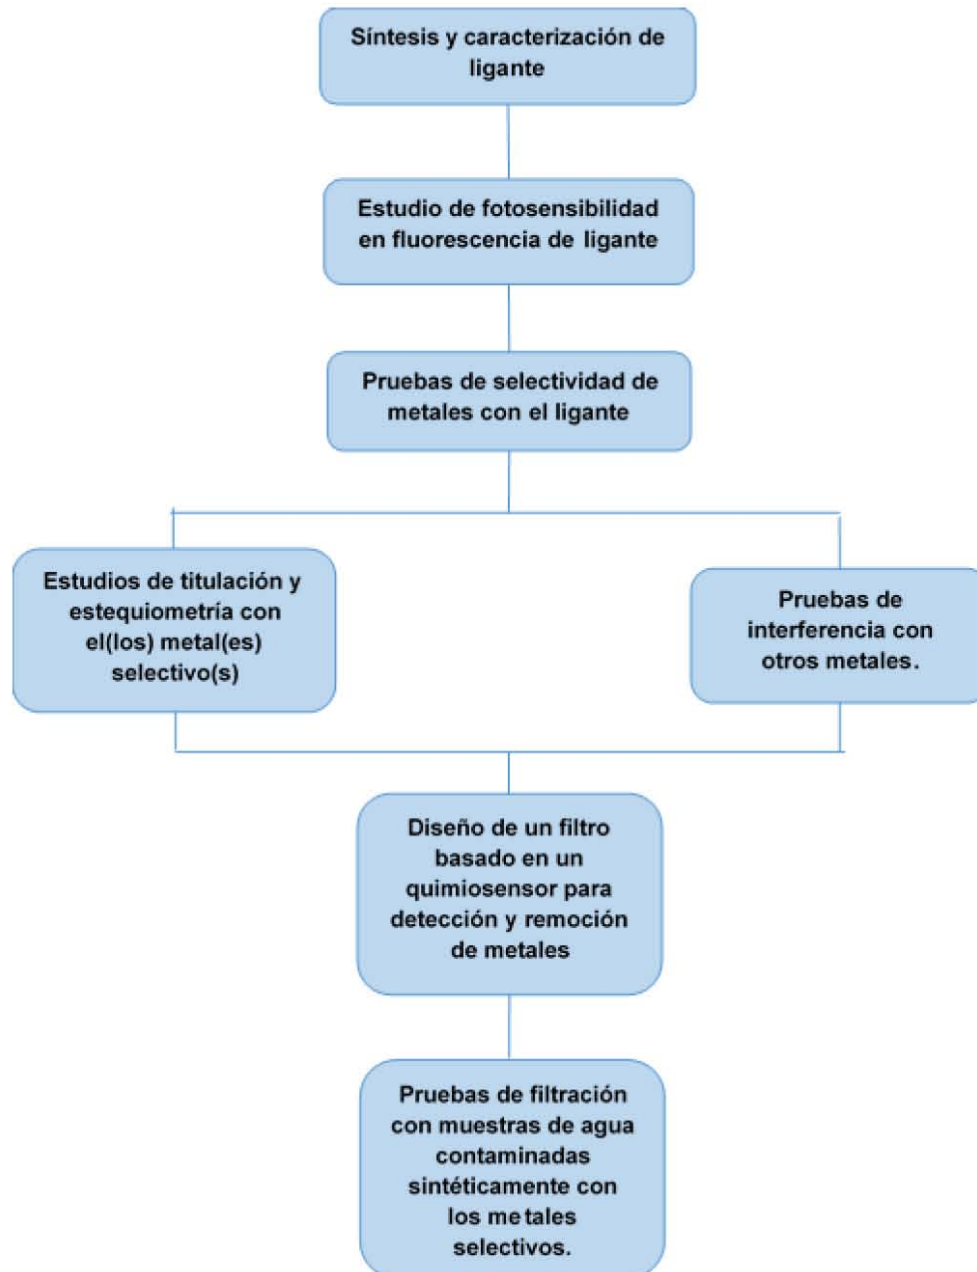 Síntesis y caracterización de
ligante
Estudio de fotosensibilidad
en fluorescencia de ligante
Pruebas de selectividad de
metales con el ligante
Estudios de titulación y
estequiometría con
el(los) metal(es)
selectivo(s)
Pruebas de
interferencia con
otros metales.
Diseño de un filtro
basado en un
quimiosensor para
detección y remoción
de metales
Pruebas de filtración
con muestras de agua
contaminadas
sintéticamente con
los metales
selectivos.